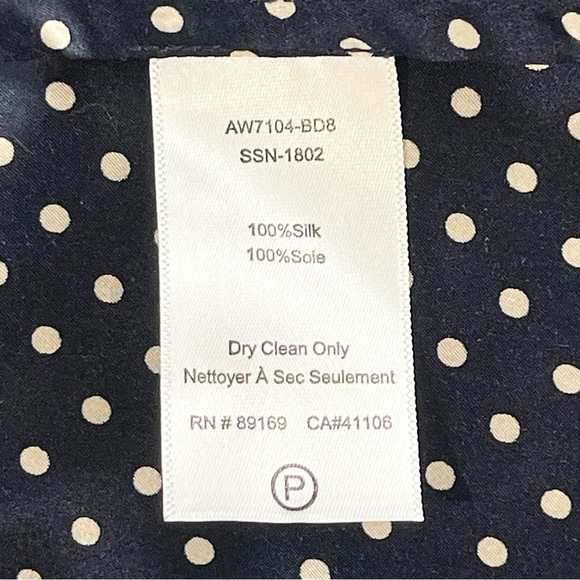 AW7104-BD8
SSN-1802
100%Silk
100%Soie
Dry Clean Only
Nettoyer À Sec Seulement
RN # 89169 CA#41106
P